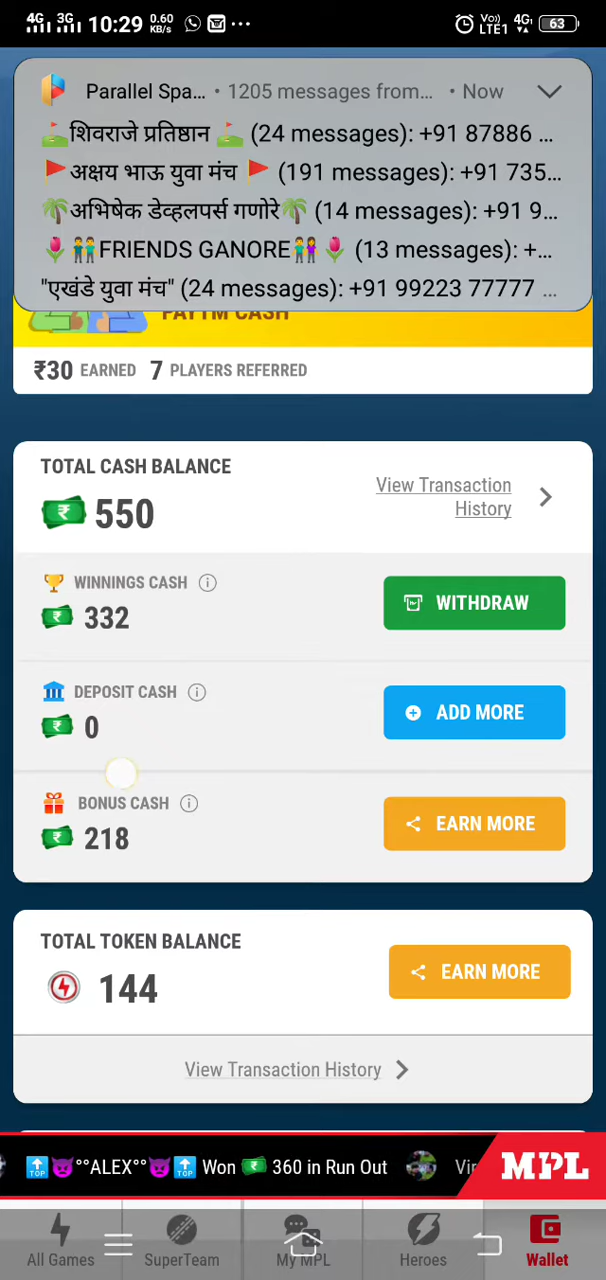 4G 3G 10:29 0.60 KB/s ... Vo)) LTE1 4G 63
Parallel Spa... • 1205 messages from... • Now
⛳शिवराजे प्रतिष्ठान ⛳ (24 messages): +91 87886 ...
🚩अक्षय भाऊ युवा मंच 🚩 (191 messages): +91 735...
🌴अभिषेक डेव्हलपर्स गणोरे🌴 (14 messages): +91 9...
🌷👬FRIENDS GANORE👫🌷 (13 messages): +...
"एखंडे युवा मंच" (24 messages): +91 99223 77777 ...
PAYTM CASH
₹30 EARNED 7 PLAYERS REFERRED
TOTAL CASH BALANCE
550
View Transaction
History
WINNINGS CASH
332
WITHDRAW
DEPOSIT CASH
0
ADD MORE
BONUS CASH
218
EARN MORE
TOTAL TOKEN BALANCE
144
EARN MORE
View Transaction History
🔝😈°°ALEX°°😈🔝 Won 360 in Run Out Vir
MPL
All Games SuperTeam My MPL Heroes Wallet